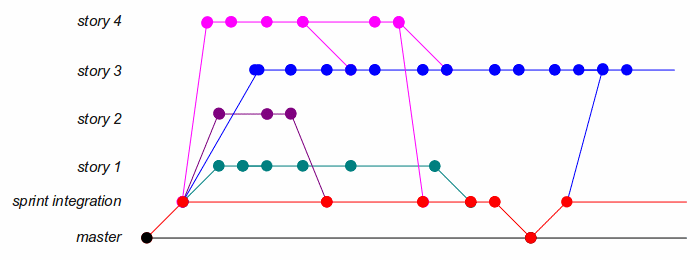 story 4
story 3
story 2
story 1
sprint integration
master